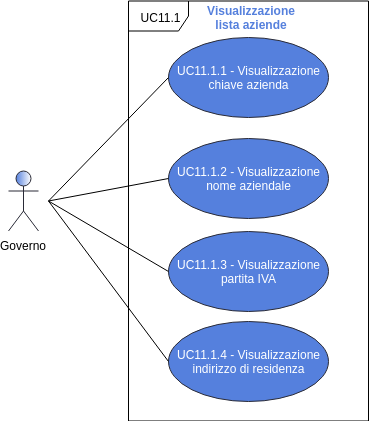 UC11.1
Visualizzazione
lista aziende
UC11.1.1 - Visualizzazione
chiave azienda
UC11.1.2 - Visualizzazione
nome aziendale
Governo
UC11.1.3 - Visualizzazione
partita IVA
UC11.1.4 - Visualizzazione
indirizzo di residenza